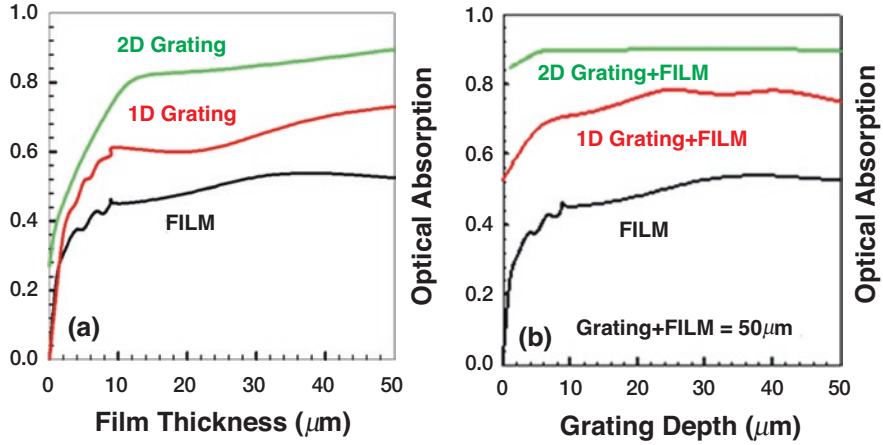 1.0
0.8
0.6
0.4
0.2
0.0
2D Grating
1D Grating
FILM
(a)
0
10
20
30
40
50
Film Thickness (μm)
Optical Absorption
1.0
0.8
0.6
0.4
0.2
0.0
2D Grating+FILM
1D Grating+FILM
FILM
(b)
Grating+FILM = 50μm
0
10
20
30
40
50
Grating Depth (μm)
Optical Absorption